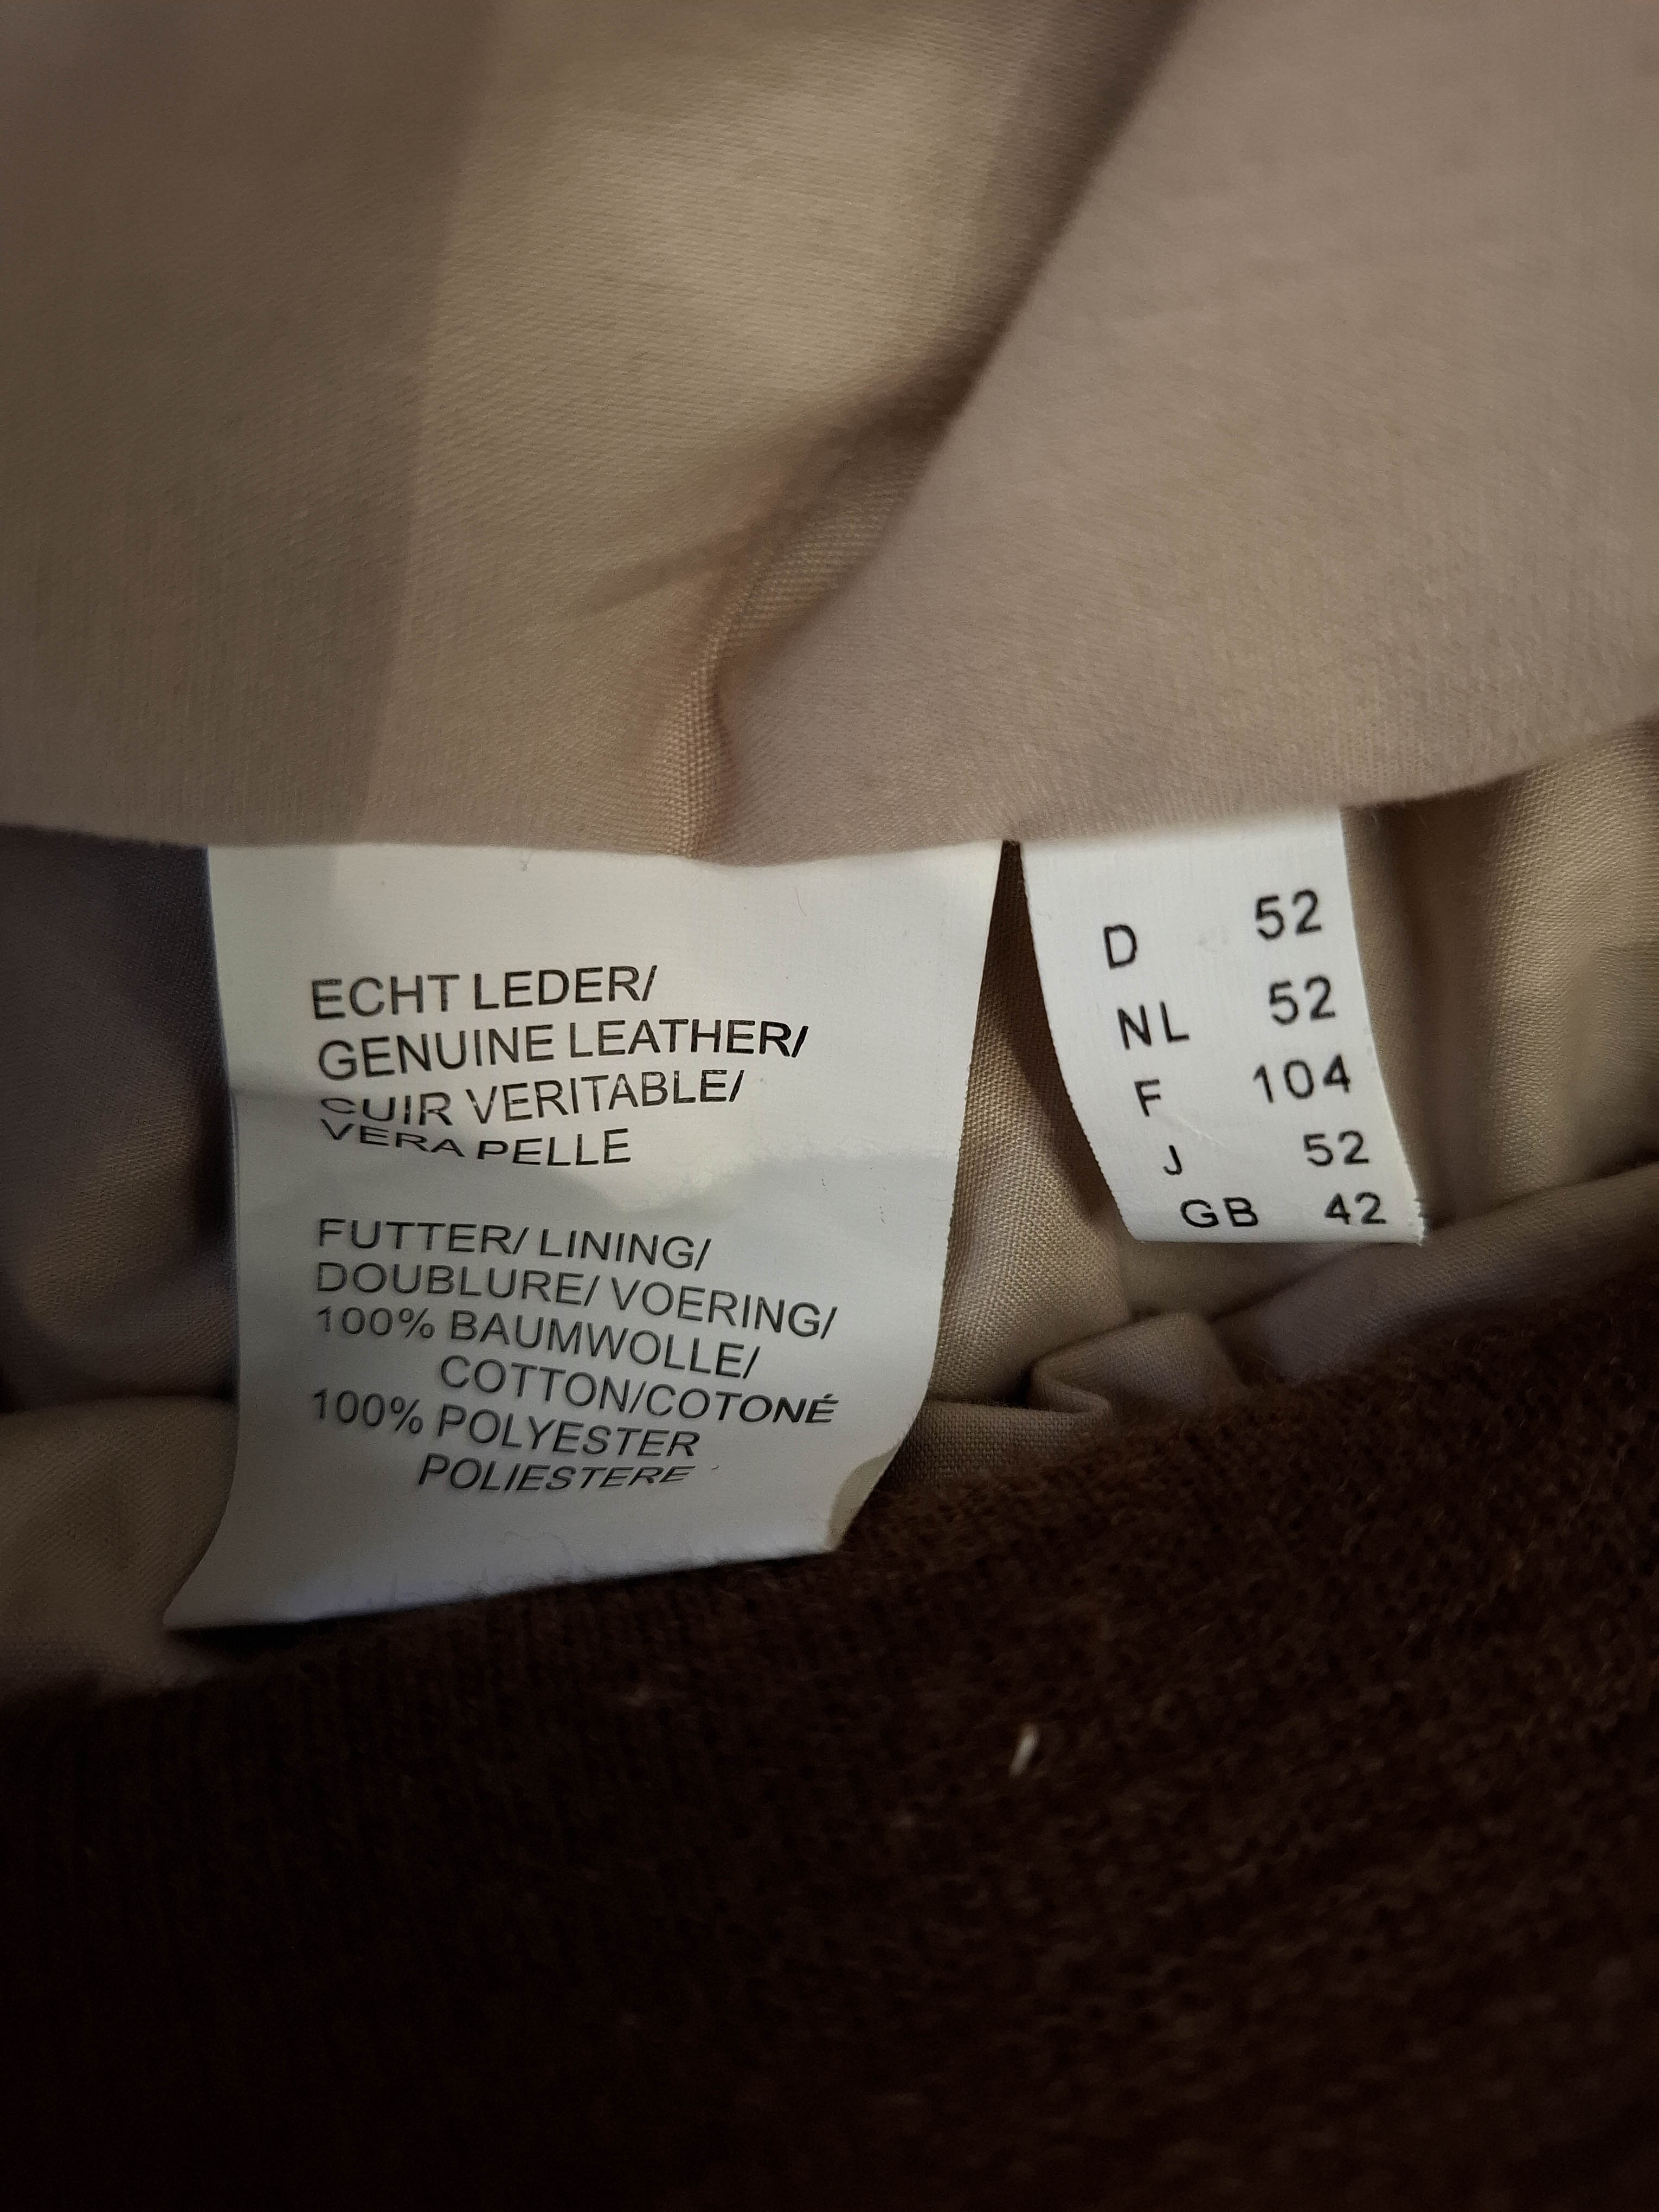 ECHT LEDER/
GENUINE LEATHER/
CUIR VERITABLE/
VERA PELLE
FUTTER/ LINING/
DOUBLURE/ VOERING/
100% BAUMWOLLE/
COTTON/COTONÉ
100% POLYESTER
POLIESTERE
D 52
NL 52
F 104
J 52
GB 42